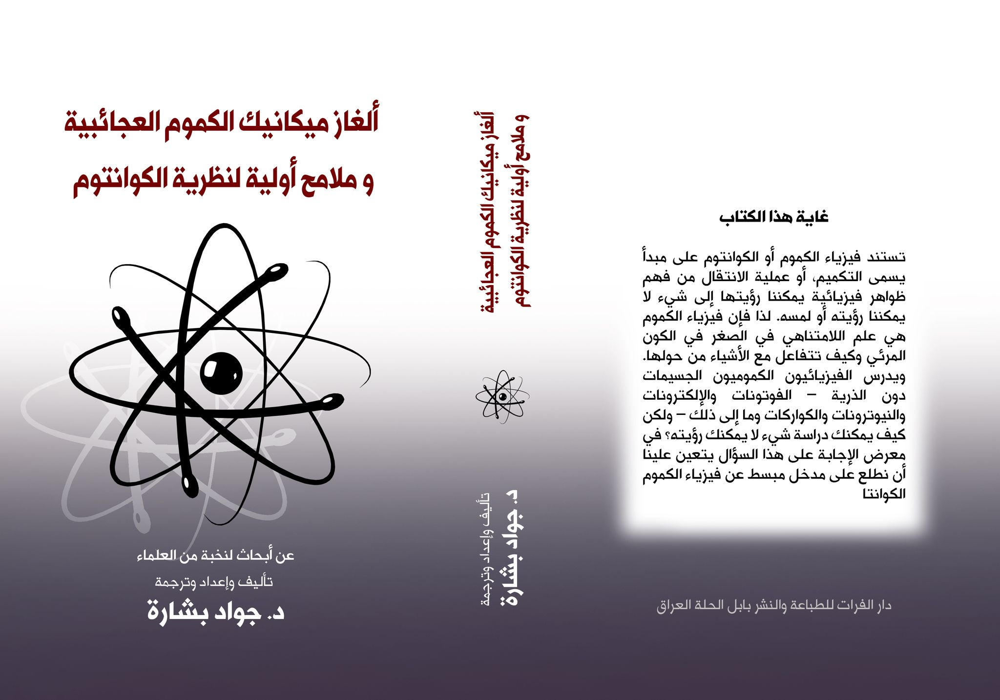 ألغاز ميكانيك الكموم العجائبية
و ملامح أولية لنظرية الكوانتوم
عن أبحاث لنخبة من العلماء
تأليف وإعداد وترجمة
د. جواد بشارة
ألغاز ميكانيك الكموم العجائبية
و ملامح أولية لنظرية الكوانتوم
تأليف وإعداد وترجمة
د. جواد بشارة
غاية هذا الكتاب
تستند فيزياء الكموم أو الكوانتوم على مبدأ
يسمى التكميم، أو عملية الانتقال من فهم
ظواهر فيزيائية يمكننا رؤيتها إلى شيء لا
يمكننا رؤيته أو لمسه. لذا فإن فيزياء الكموم
هي علم اللامتناهي في الصغر في الكون
المرئي وكيف تتفاعل مع الأشياء من حولها.
ويدرس الفيزيائيون الكموميون الجسيمات
دون الذرية – الفوتونات والإلكترونات
والنيوترونات والكواركات وما إلى ذلك – ولكن
كيف يمكنك دراسة شيء لا يمكنك رؤيته؟ في
معرض الإجابة على هذا السؤال يتعين علينا
أن نطلع على مدخل مبسط عن فيزياء الكموم
الكوانتا
دار الفرات للطباعة والنشر بابل الحلة العراق